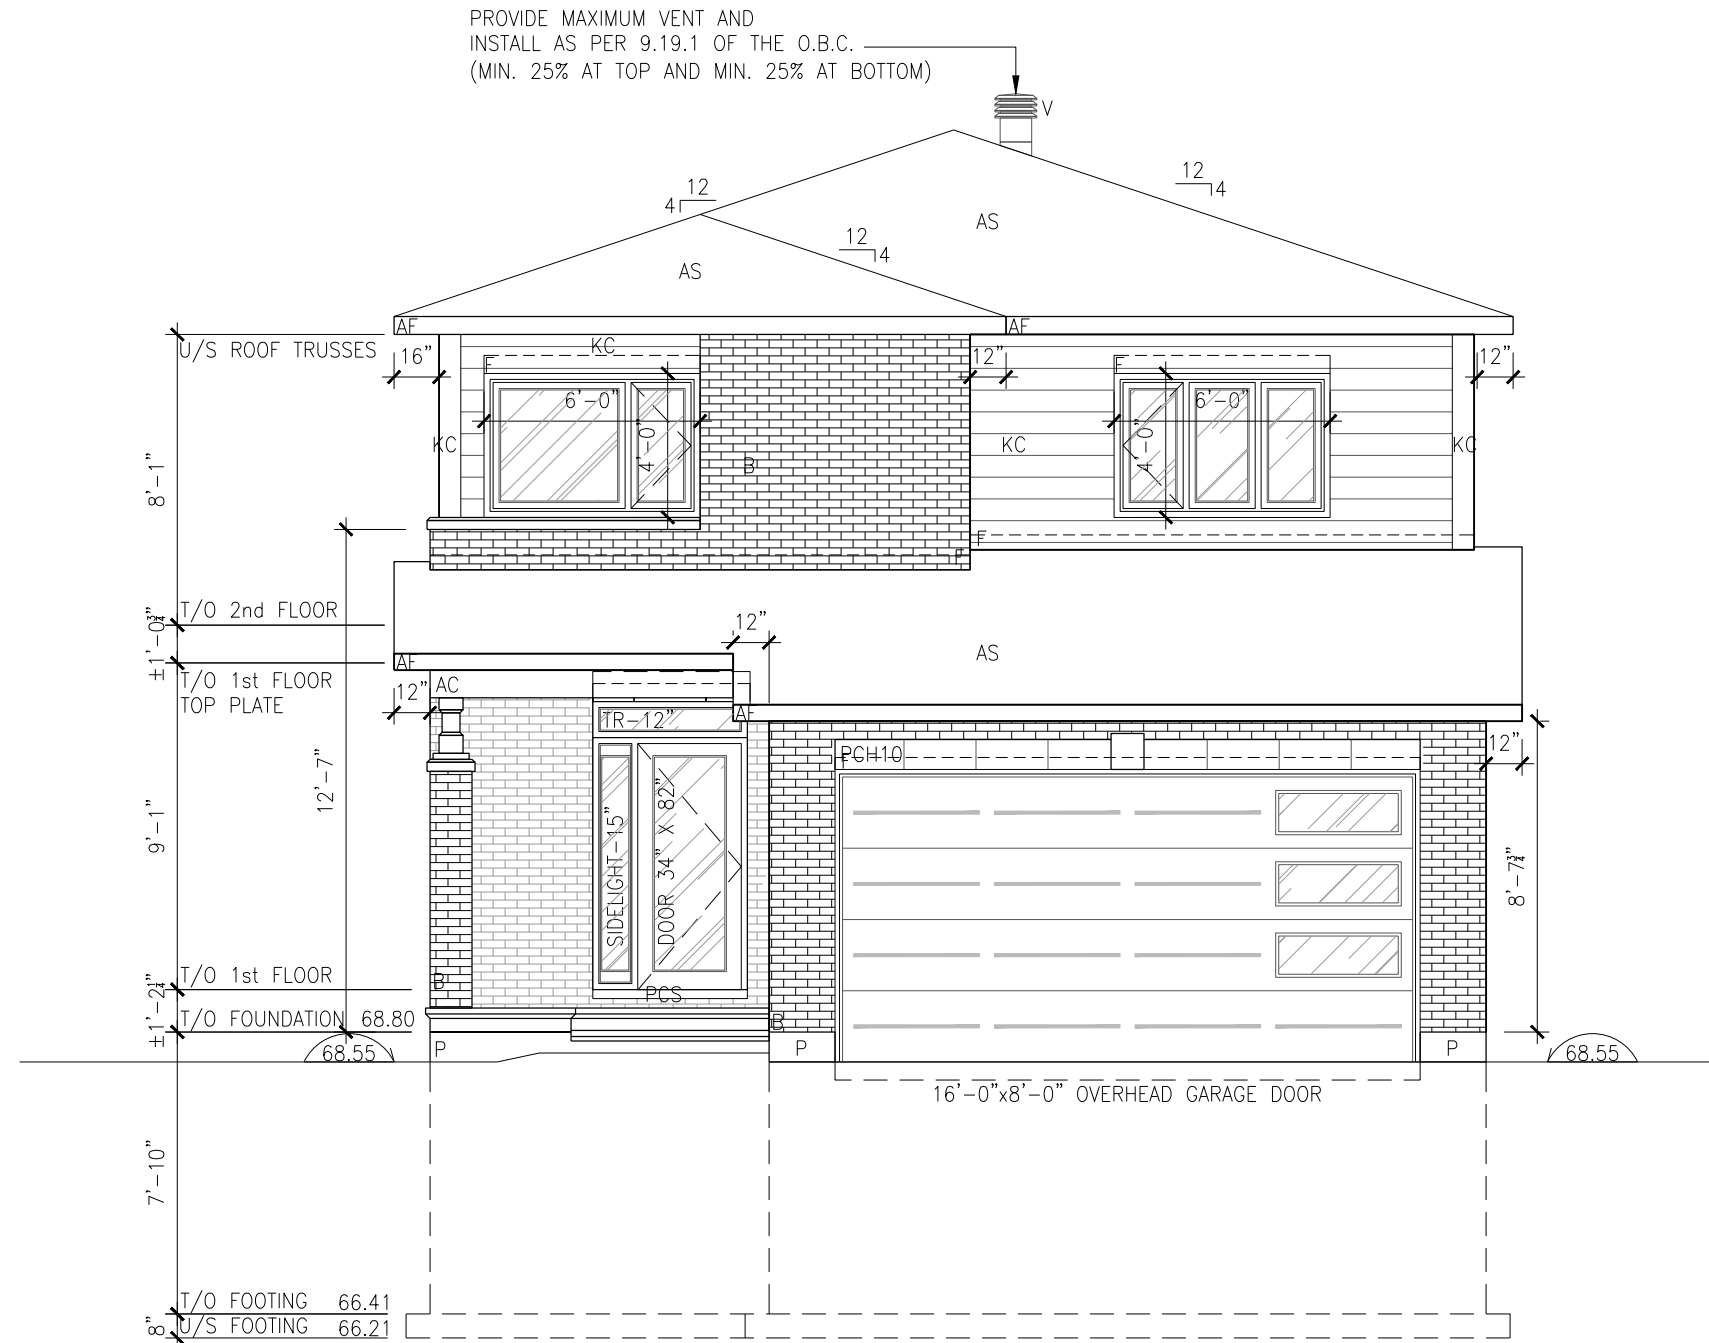 PROVIDE MAXIMUM VENT AND
INSTALL AS PER 9.19.1 OF THE O.B.C.
(MIN. 25% AT TOP AND MIN. 25% AT BOTTOM)
V
12
4
12
4
12
4
AS
AS
AF
AF
U/S ROOF TRUSSES
16"
KC
12"
12"
F
F
6'-0"
6'-0"
4'-0"
4'-0"
KC
B
KC
KC
8'-1"
F
F
T/O 2nd FLOOR
±1'-0¾"
12"
AS
AF
T/O 1st FLOOR
TOP PLATE
12"
AC
TR-12"
AF
PCH10
12"
12'-7"
9'-1"
SIDELIGHT-15"
DOOR 34" X 82"
8'-7¾"
T/O 1st FLOOR
B
PCS
±1'-2¼"
T/O FOUNDATION 68.80
B
68.55
P
P
P
68.55
16'-0"x8'-0" OVERHEAD GARAGE DOOR
7'-10"
T/O FOOTING 66.41
8"
U/S FOOTING 66.21